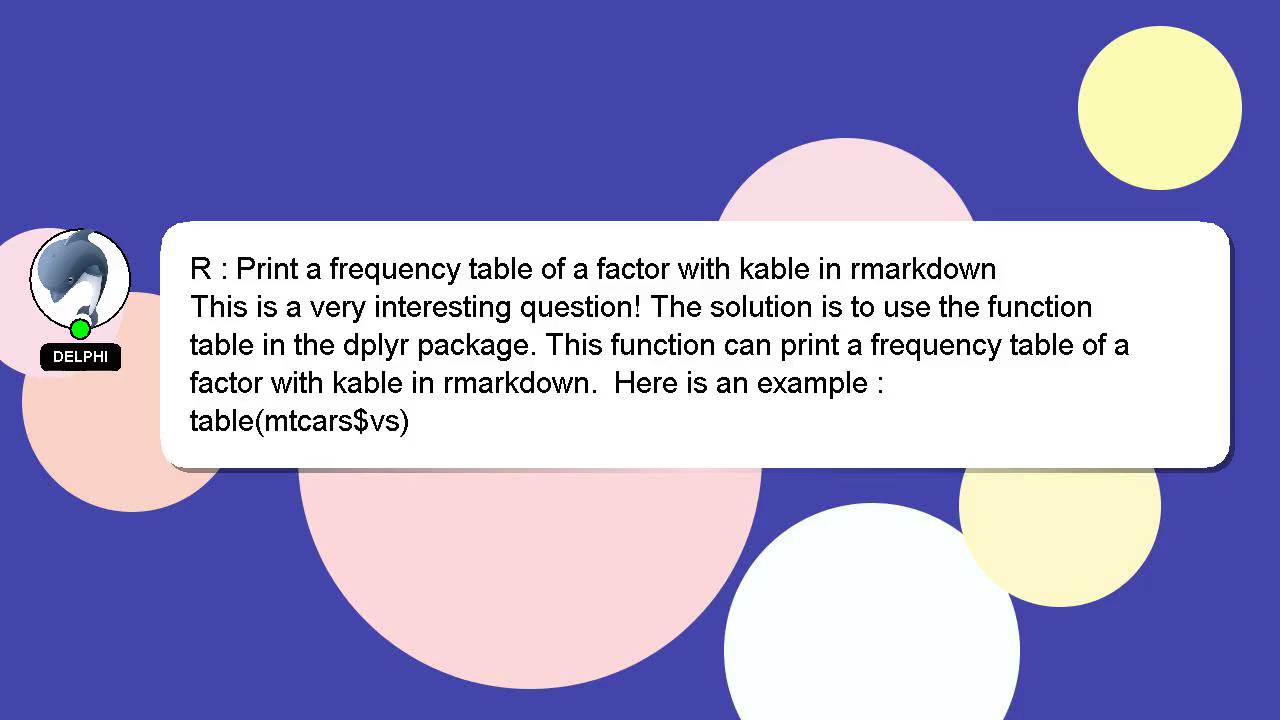 R : Print a frequency table of a factor with kable in rmarkdown
This is a very interesting question! The solution is to use the function
table in the dplyr package. This function can print a frequency table of a
factor with kable in rmarkdown.  Here is an example :
table(mtcars$vs)
DELPHI